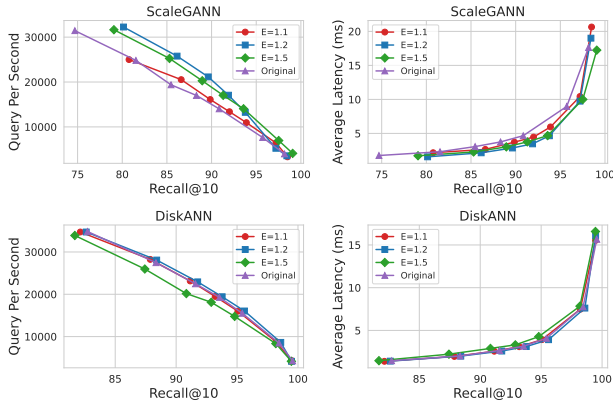 ScaleGANN
Query Per Second
30000
20000
10000
75
80
85
90
95
100
Recall@10
E=1.1
E=1.2
E=1.5
Original
ScaleGANN
Average Latency (ms)
20
15
10
5
75
80
85
90
95
100
Recall@10
E=1.1
E=1.2
E=1.5
Original
DiskANN
Query Per Second
30000
20000
10000
85
90
95
100
Recall@10
E=1.1
E=1.2
E=1.5
Original
DiskANN
Average Latency (ms)
15
10
5
85
90
95
100
Recall@10
E=1.1
E=1.2
E=1.5
Original